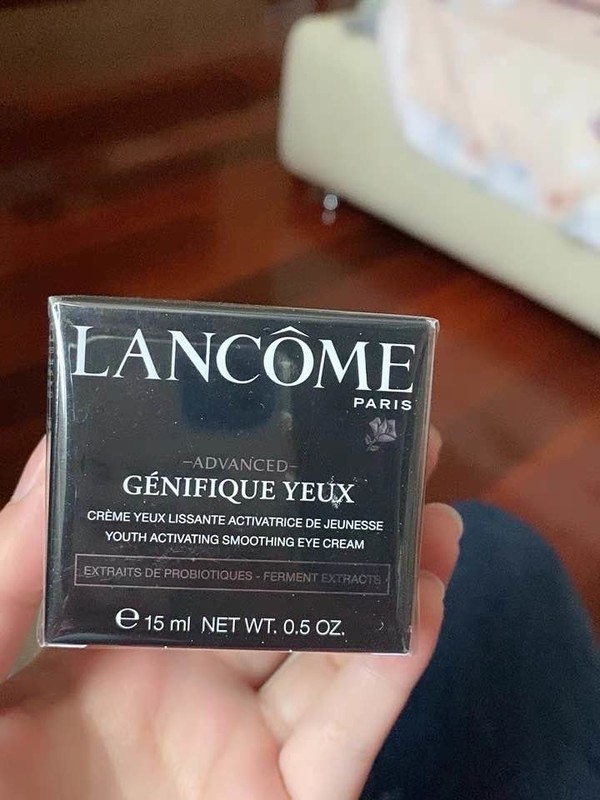 LANCÔME
PARIS
-ADVANCED-
GÉNIFIQUE YEUX
CRÈME YEUX LISSANTE ACTIVATRICE DE JEUNESSE
YOUTH ACTIVATING SMOOTHING EYE CREAM
EXTRAITS DE PROBIOTIQUES - FERMENT EXTRACTS
℮ 15 ml NET WT. 0.5 OZ.